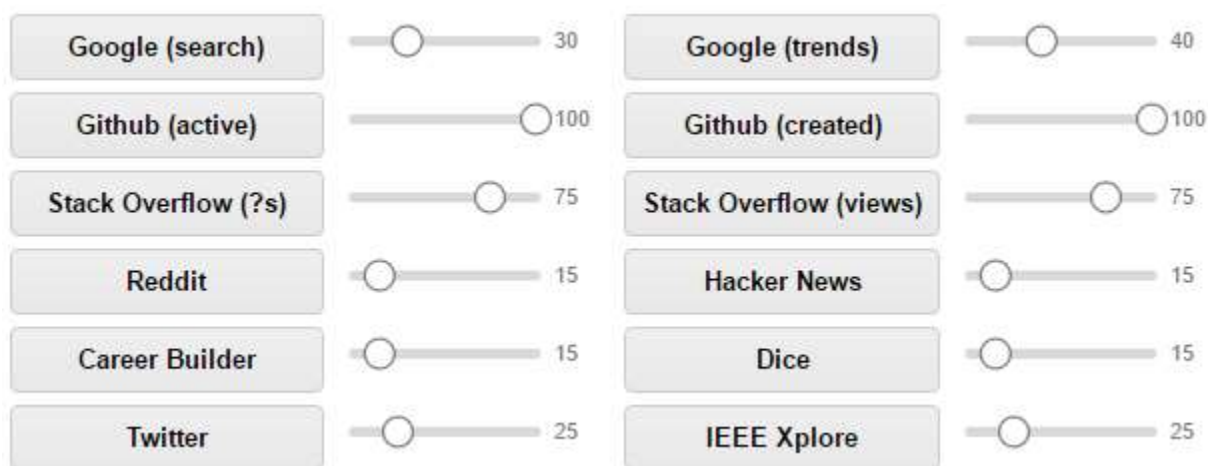 Google (search) 30 Google (trends) 40
Github (active) 100 Github (created) 100
Stack Overflow (?s) 75 Stack Overflow (views) 75
Reddit 15 Hacker News 15
Career Builder 15 Dice 15
Twitter 25 IEEE Xplore 25